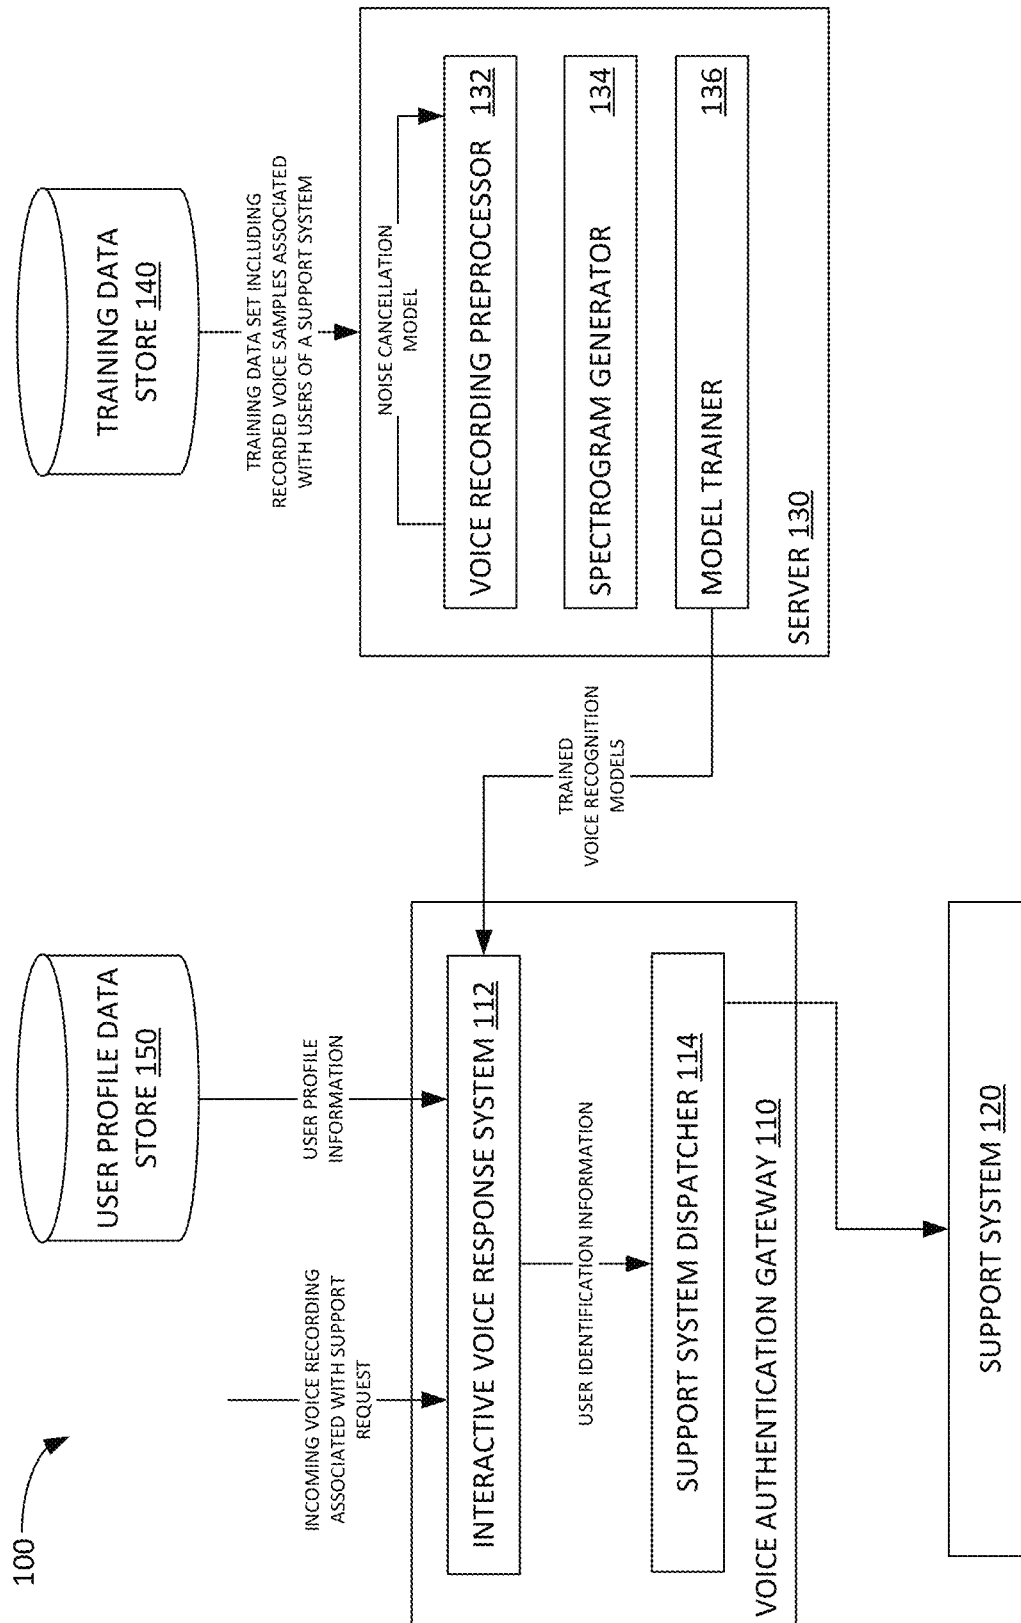 100
USER PROFILE DATA
STORE 150
TRAINING DATA
STORE 140
INCOMING VOICE RECORDING
ASSOCIATED WITH SUPPORT
REQUEST
USER PROFILE
INFORMATION
TRAINING DATA SET INCLUDING
RECORDED VOICE SAMPLES ASSOCIATED
WITH USERS OF A SUPPORT SYSTEM
INTERACTIVE VOICE RESPONSE SYSTEM 112
USER IDENTIFICATION INFORMATION
SUPPORT SYSTEM DISPATCHER 114
VOICE AUTHENTICATION GATEWAY 110
SUPPORT SYSTEM 120
TRAINED
VOICE RECOGNITION
MODELS
NOISE CANCELLATION
MODEL
VOICE RECORDING PREPROCESSOR 132
SPECTROGRAM GENERATOR 134
MODEL TRAINER 136
SERVER 130